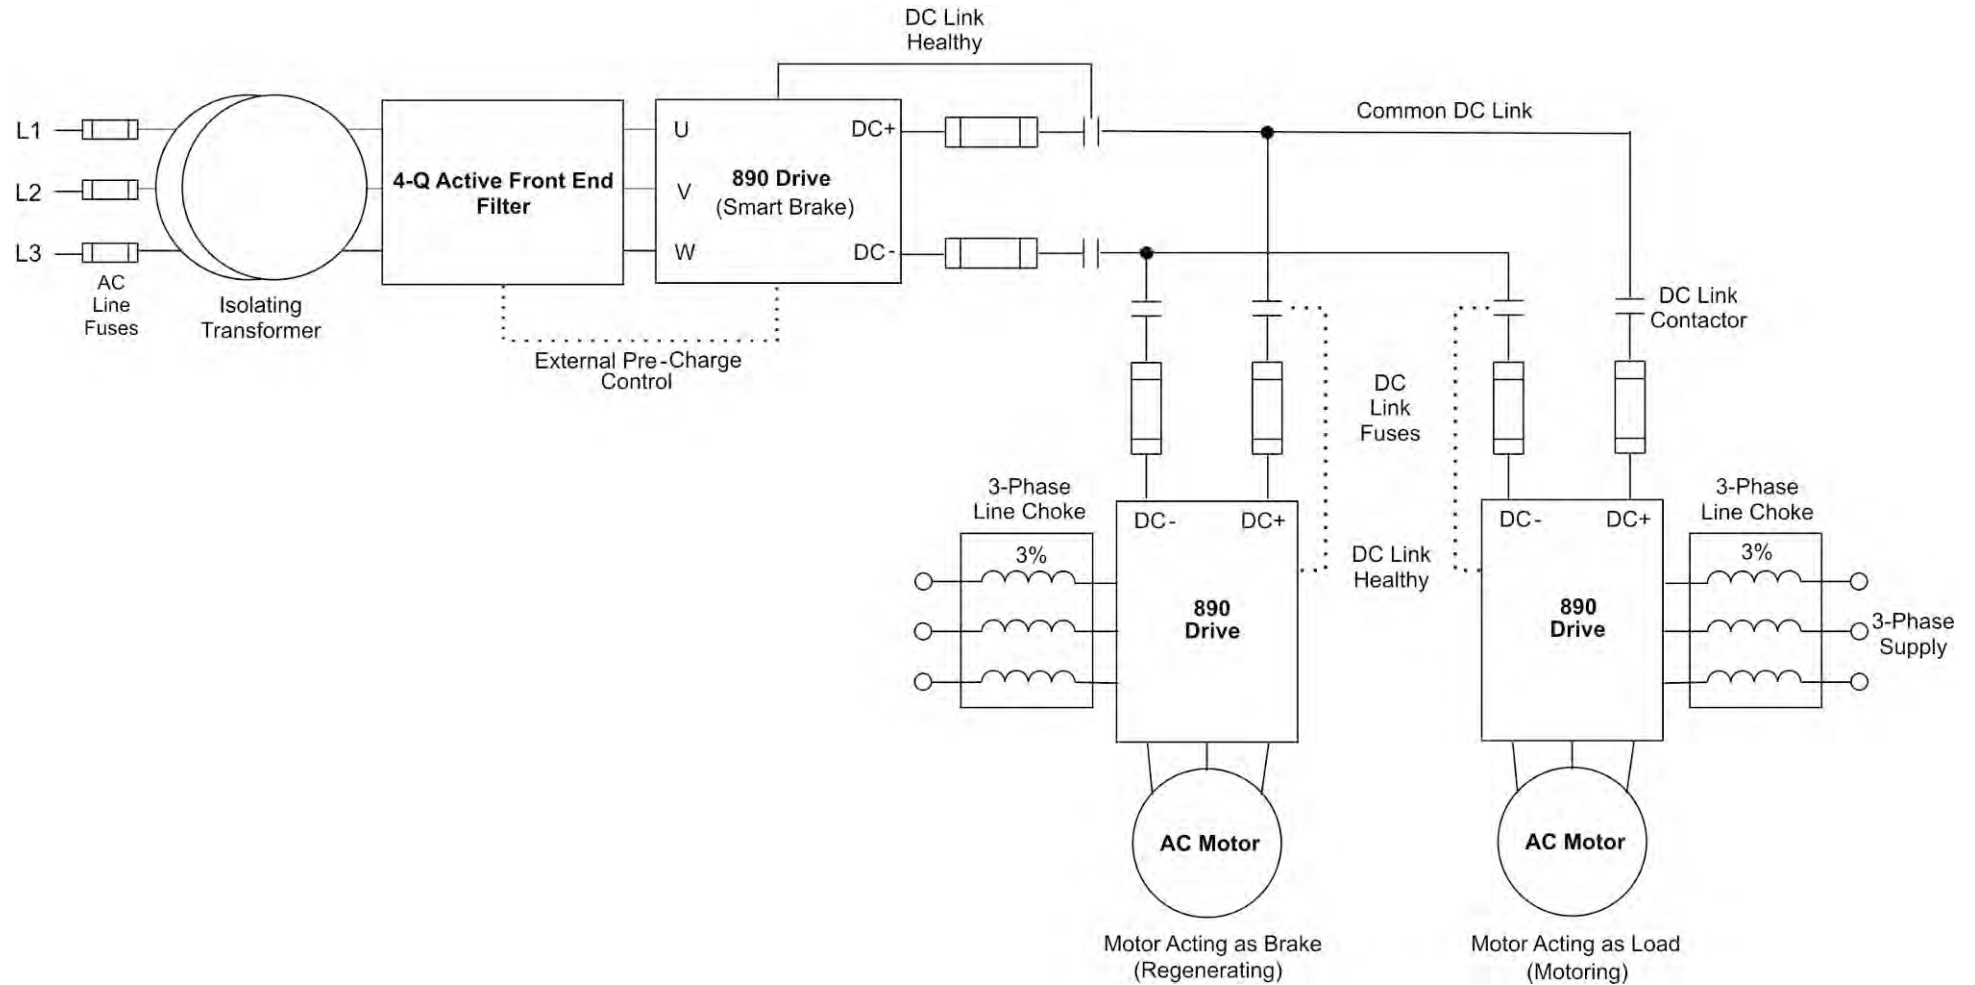 DC Link
Healthy
Common DC Link
L1
L2
L3
AC
Line
Fuses
Isolating
Transformer
4-Q Active Front End
Filter
U
V
W
890 Drive
(Smart Brake)
DC+
DC-
External Pre-Charge
Control
DC Link
Contactor
DC
Link
Fuses
3-Phase
Line Choke
3%
DC-
DC+
890
Drive
DC Link
Healthy
DC-
DC+
890
Drive
3-Phase
Line Choke
3%
3-Phase
Supply
AC Motor
AC Motor
Motor Acting as Brake
(Regenerating)
Motor Acting as Load
(Motoring)